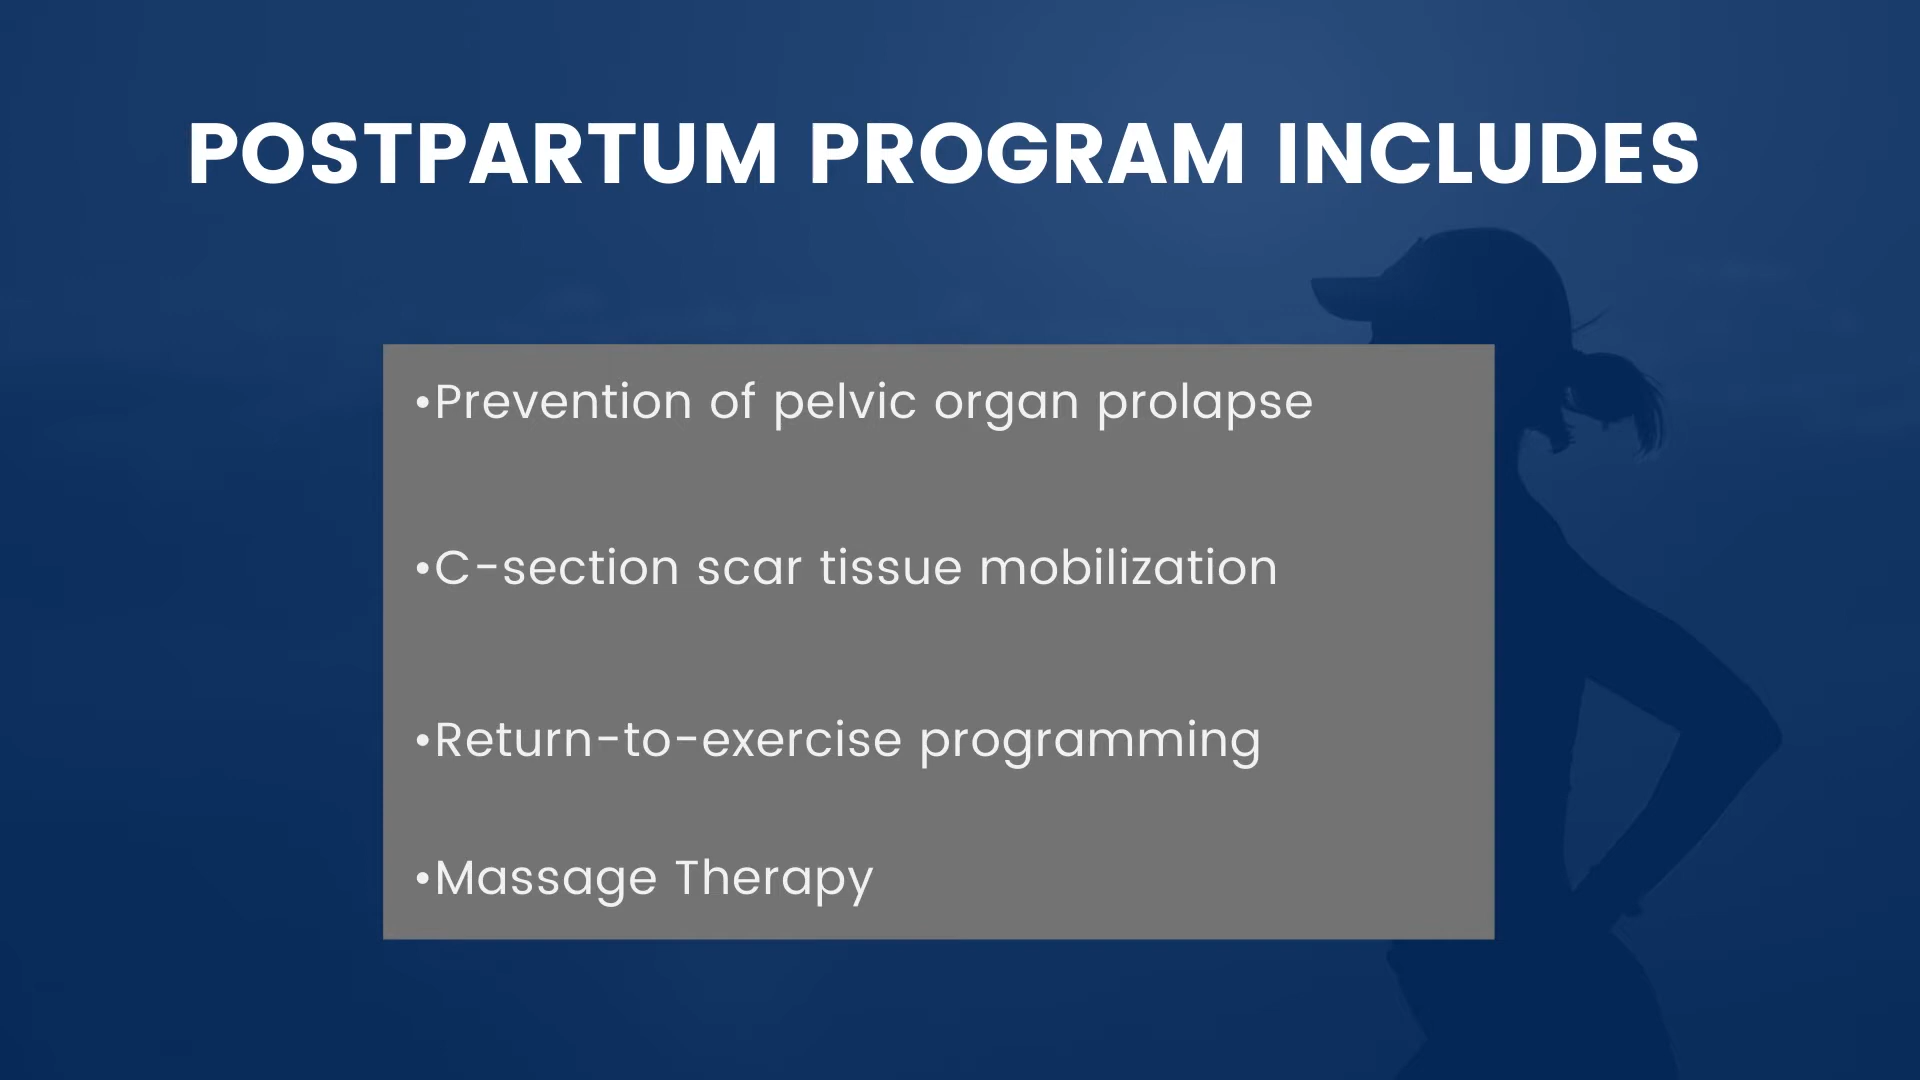 POSTPARTUM PROGRAM INCLUDES
•Prevention of pelvic organ prolapse
•C-section scar tissue mobilization
•Return-to-exercise programming
•Massage Therapy